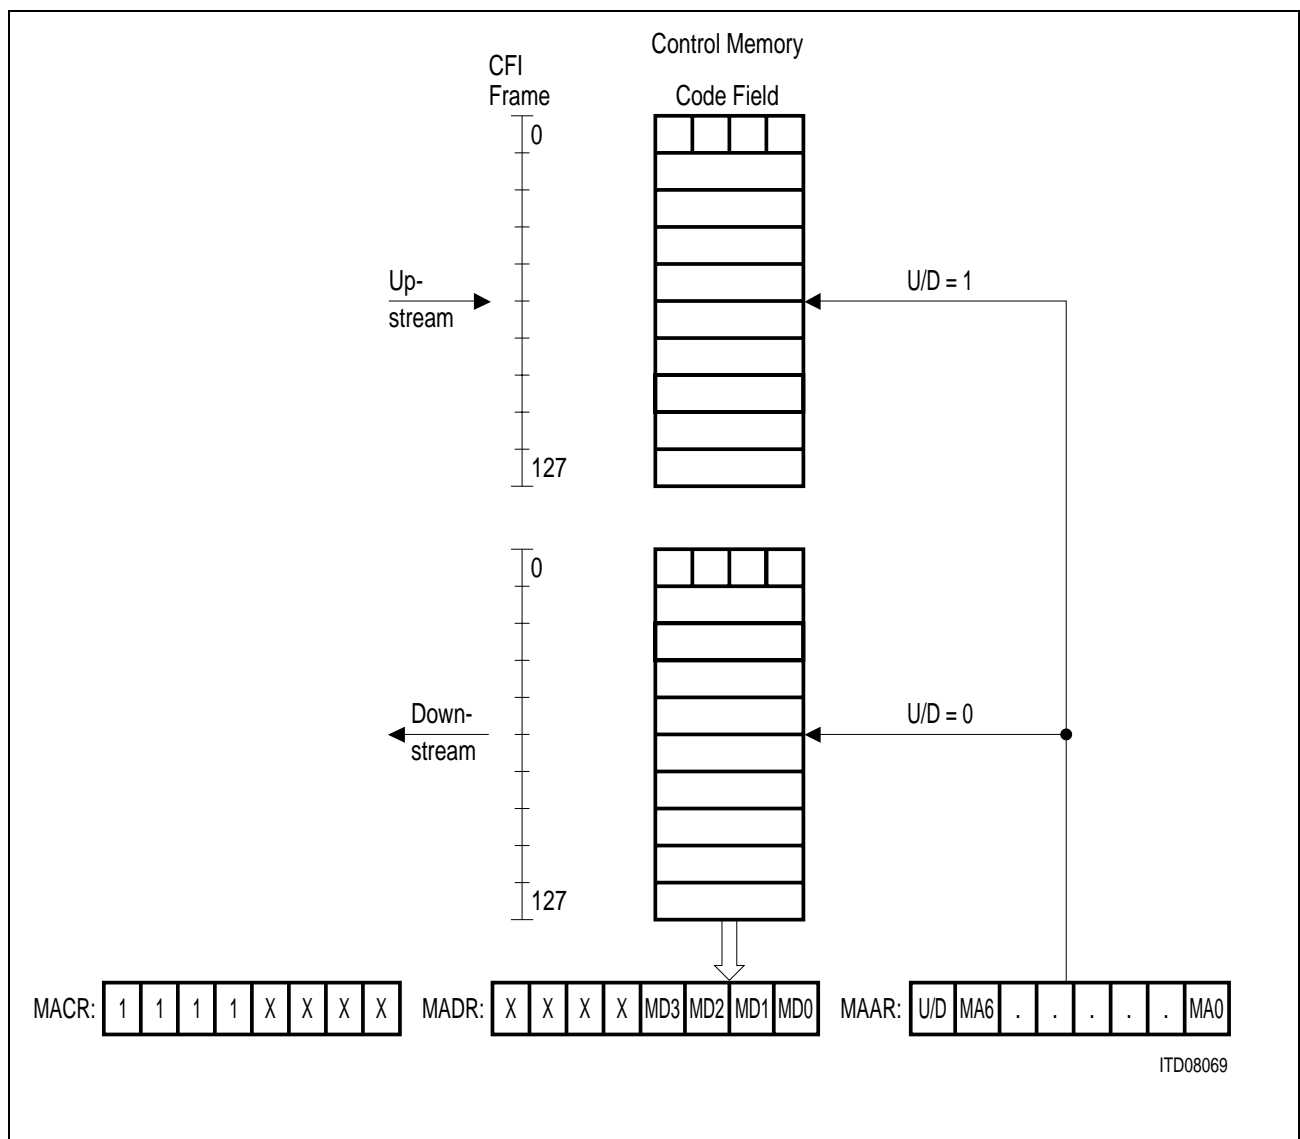 Control Memory
CFI
Frame
Code Field
0
Up-
stream
U/D = 1
127
0
Down-
stream
U/D = 0
127
MACR: 1 1 1 1 X X X X MADR: X X X X MD3 MD2 MD1 MD0 MAAR: U/D MA6 . . . . . MA0
ITD08069